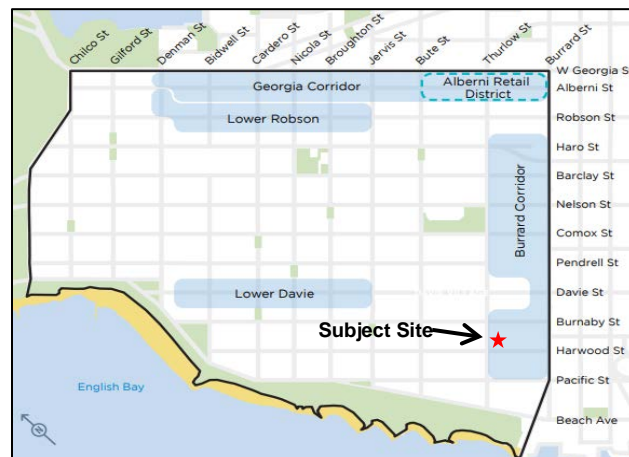 Chilco St
Gilford St
Denman St
Bidwell St
Cardero St
Nicola St
Broughton St
Jervis St
Bute St
Thurlow St
Burrard St
W Georgia S
Georgia Corridor
Alberni Retail
District
Alberni St
Lower Robson
Robson St
Haro St
Barclay St
Burrard Corridor
Nelson St
Comox St
Pendrell St
Lower Davie
Davie St
Burnaby St
Subject Site
Harwood St
Pacific St
English Bay
Beach Ave
N